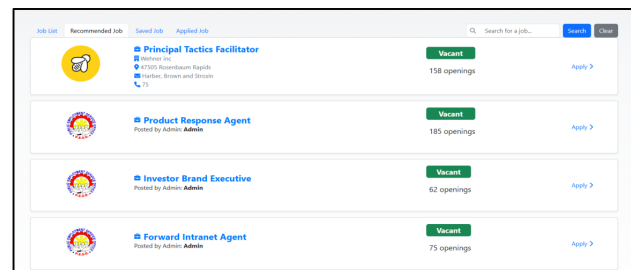 Job List Recommended Job Saved Job Applied Job Search for a job... Search Clear
Principal Tactics Facilitator
Wehner Inc
47505 Rosenbaum Rapids
Harber, Brown and Strosin
75
Vacant
158 openings
Apply >
Product Response Agent
Posted by Admin: Admin
Vacant
185 openings
Apply >
Investor Brand Executive
Posted by Admin: Admin
Vacant
62 openings
Apply >
Forward Intranet Agent
Posted by Admin: Admin
Vacant
75 openings
Apply >